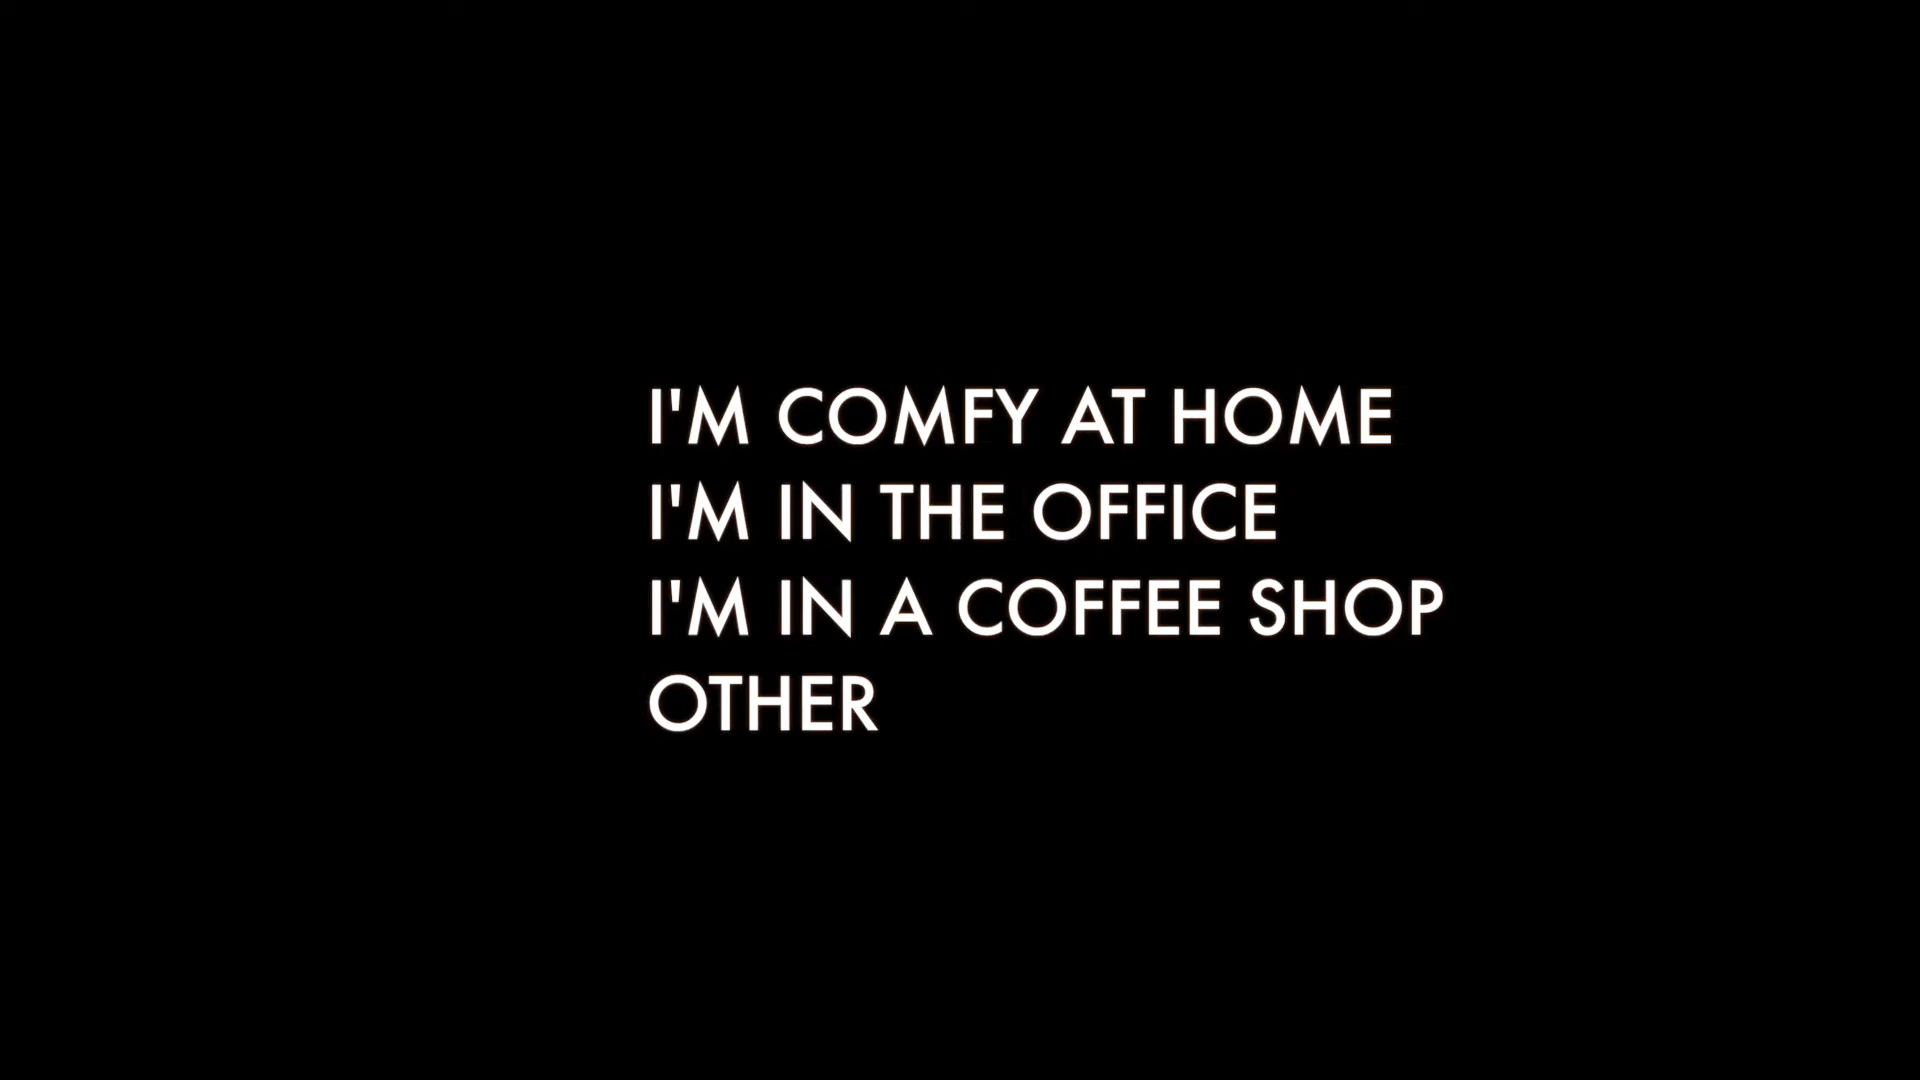 I'M COMFY AT HOME
I'M IN THE OFFICE
I'M IN A COFFEE SHOP
OTHER